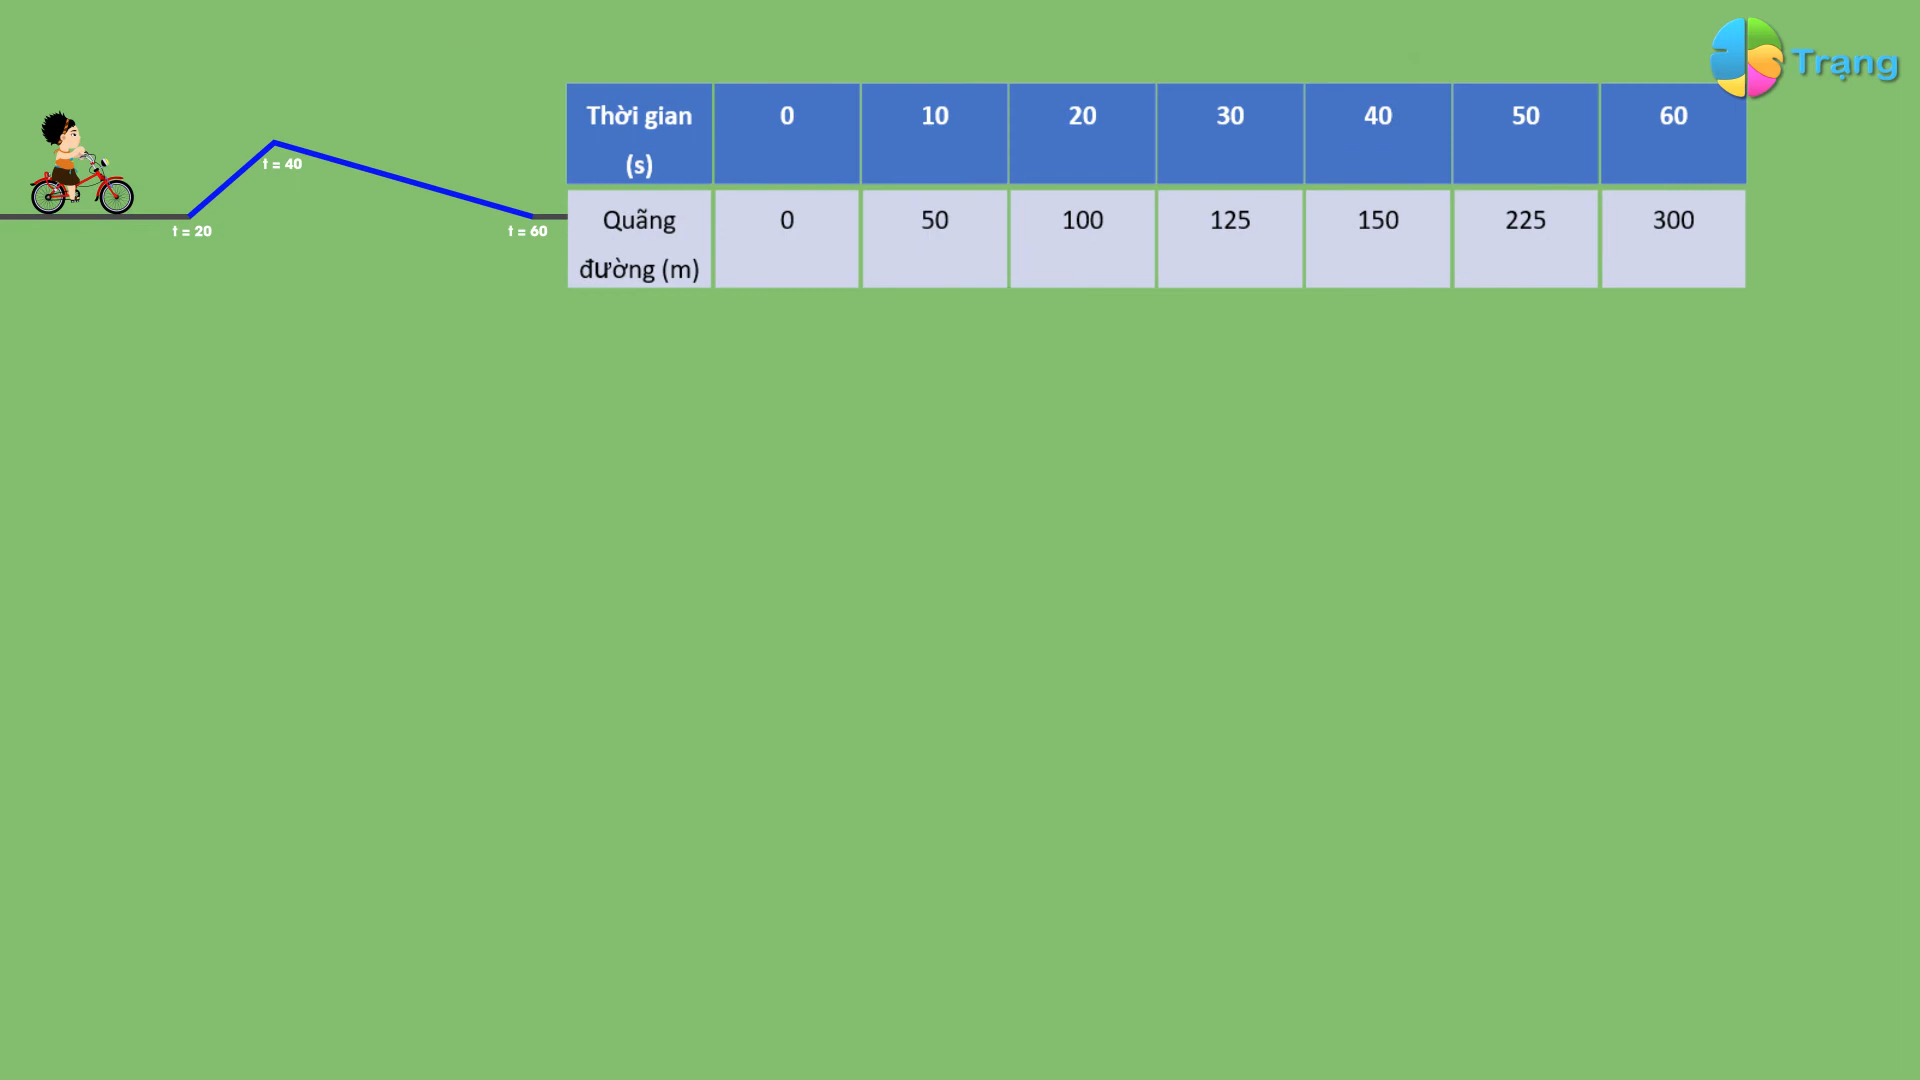 Trạng
Thời gian (s) 0 10 20 30 40 50 60
Quãng đường (m) 0 50 100 125 150 225 300
t = 40
t = 20
t = 60